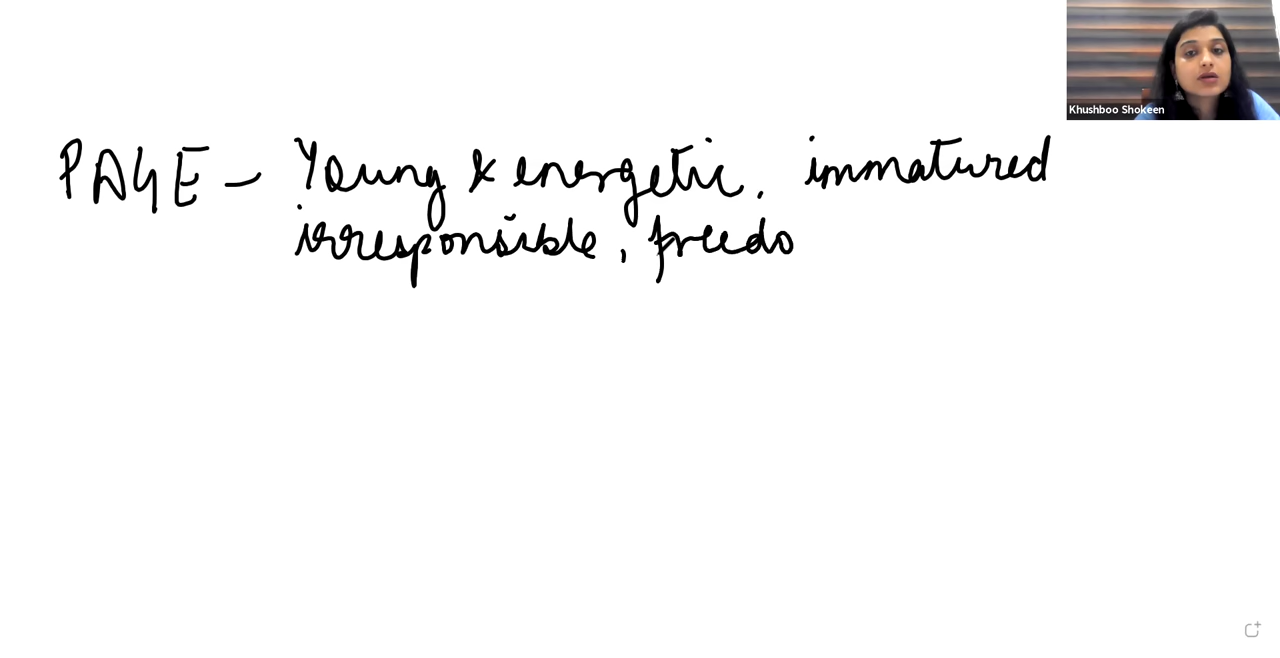 Khushboo Shokeen
PAGE - Young & energetic, immatured
irresponsible, freedo